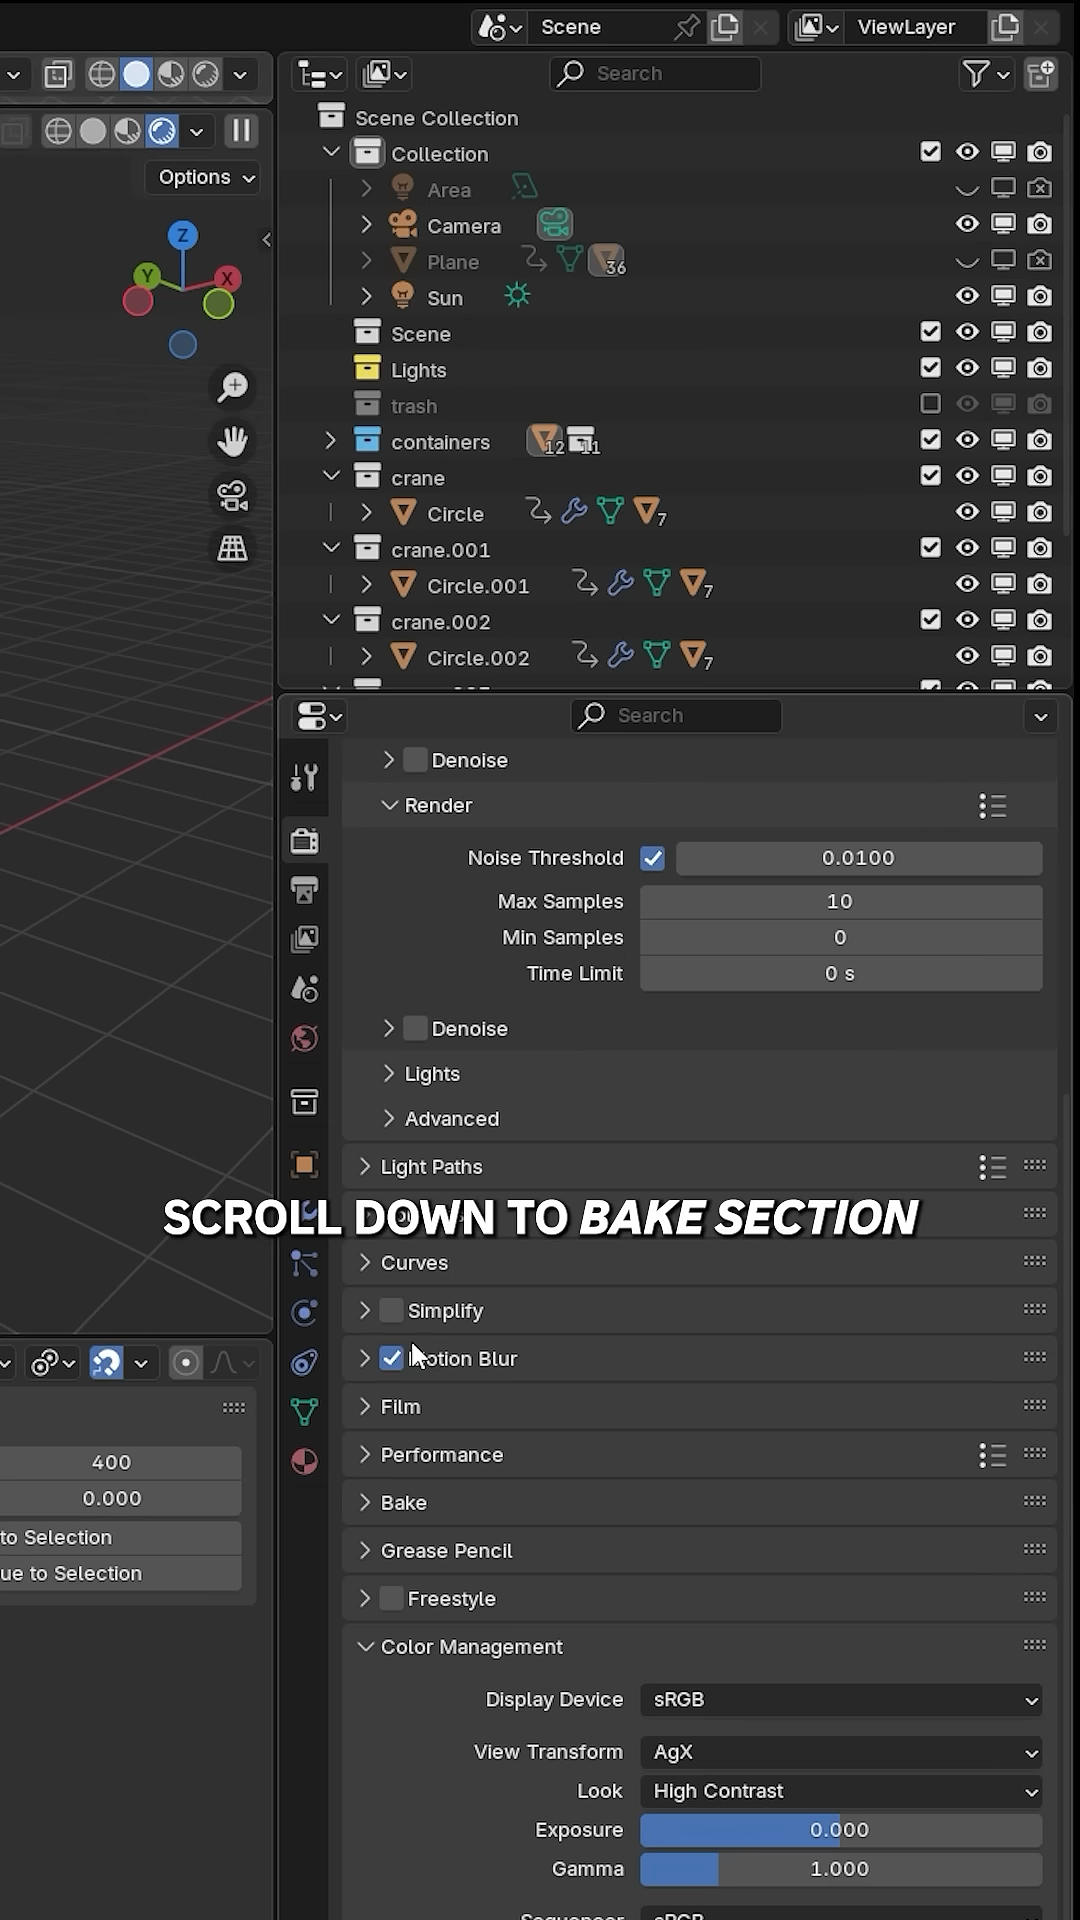 Scene
ViewLayer
Search
Options
Z
Y
X
Scene Collection
Collection
Area
Camera
Plane
36
Sun
Scene
Lights
trash
containers
12
11
crane
Circle
7
crane.001
Circle.001
7
crane.002
Circle.002
7
Search
Denoise
Render
Noise Threshold
0.0100
Max Samples
10
Min Samples
0
Time Limit
0 s
Denoise
Lights
Advanced
Light Paths
SCROLL DOWN TO BAKE SECTION
Curves
Simplify
otion Blur
Film
Performance
Bake
Grease Pencil
Freestyle
Color Management
Display Device
sRGB
View Transform
AgX
Look
High Contrast
Exposure
0.000
Gamma
1.000
400
0.000
to Selection
ue to Selection